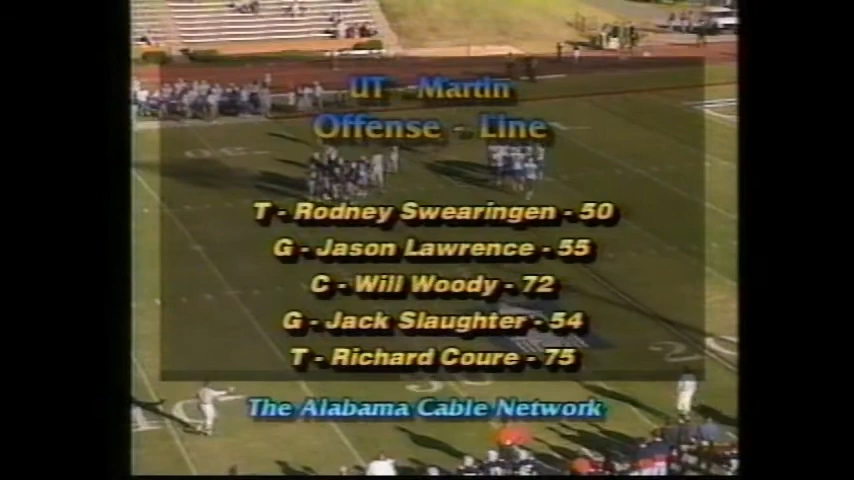 UT - Martin
Offense - Line
T - Rodney Swearingen - 50
G - Jason Lawrence - 55
C - Will Woody - 72
G - Jack Slaughter - 54
T - Richard Coure - 75
The Alabama Cable Network